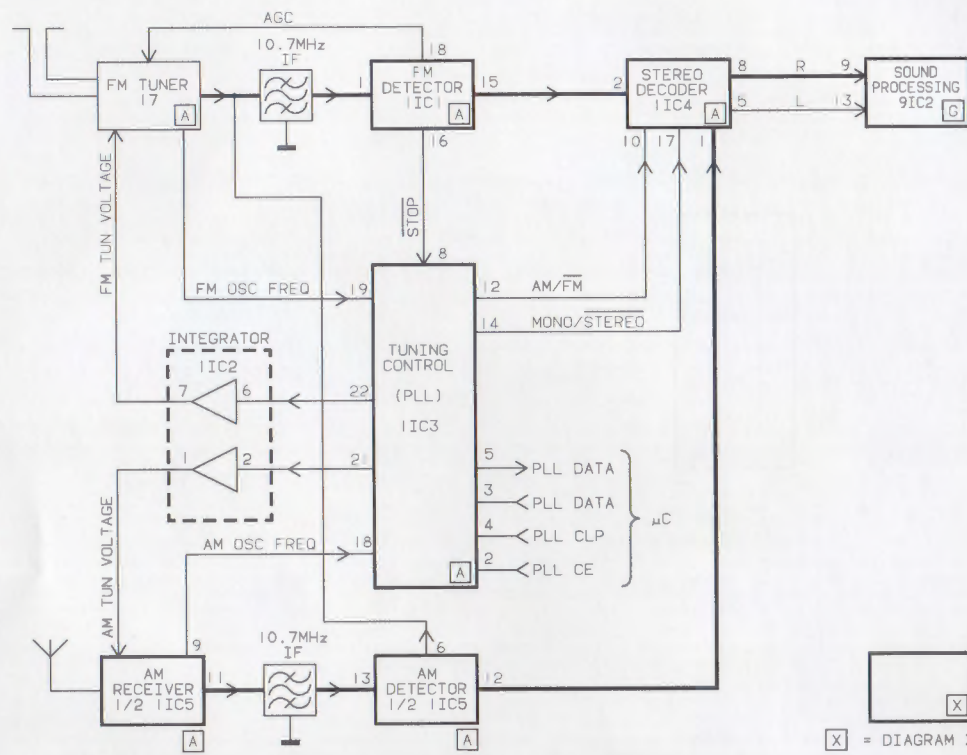 AGC
18
10.7MHz
IF
FM TUNER
17
A
1
FM
DETECTOR
1IC1
A
15
16
2
STEREO
DECODER
1IC4
A
8 R 9
5 L 13
SOUND
PROCESSING
9IC2
G
10 17 1
FM TUN VOLTAGE
STOP
8
FM OSC FREQ
19
12 AM/FM
14 MONO/STEREO
INTEGRATOR
1IC2
7 6
22
1 2
21
TUNING
CONTROL
(PLL)
1IC3
5 PLL DATA
3 PLL DATA
4 PLL CLP
2 PLL CE
μC
A
AM TUN VOLTAGE
AM OSC FREQ
18
9
10.7MHz
IF
6
AM
RECEIVER
1/2 1IC5
A
11
13
AM
DETECTOR
1/2 1IC5
A
12
X
X = DIAGRAM